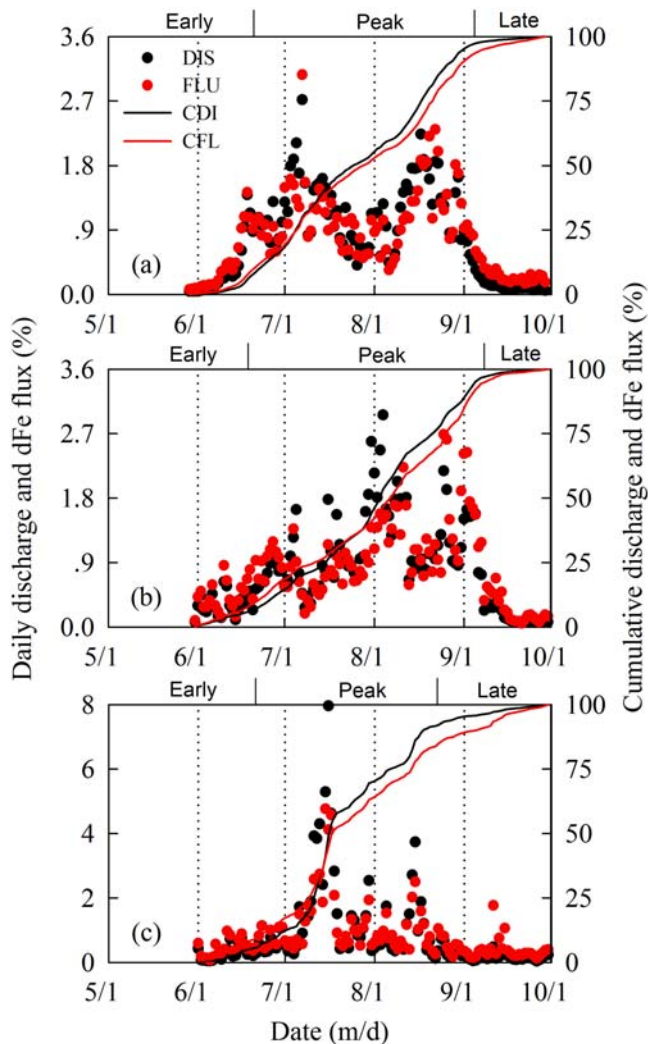 Early Peak Late
3.6 100
DIS
FLU
CDI
CFL
2.7 75
1.8 50
.9 25
(a)
0.0 0
5/1 6/1 7/1 8/1 9/1 10/1
Early Peak Late
3.6 100
2.7 75
1.8 50
.9 25
(b)
0.0 0
5/1 6/1 7/1 8/1 9/1 10/1
Early Peak Late
8 100
6 75
4 50
2 25
(c)
0 0
5/1 6/1 7/1 8/1 9/1 10/1
Date (m/d)
Daily discharge and dFe flux (%)
Cumulative discharge and dFe flux (%)